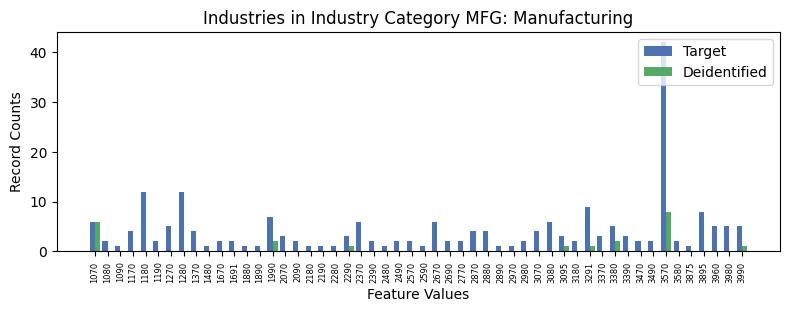 Industries in Industry Category MFG: Manufacturing
Target
Deidentified
Record Counts
40
30
20
10
0
1070 1080 1090 1170 1180 1190 1270 1280 1370 1480 1670 1691 1880 1890 1990 2070 2090 2180 2190 2280 2290 2370 2390 2480 2490 2570 2590 2670 2690 2770 2870 2880 2890 2970 2980 3070 3080 3095 3180 3291 3370 3380 3390 3470 3490 3570 3580 3875 3895 3960 3980 3990
Feature Values